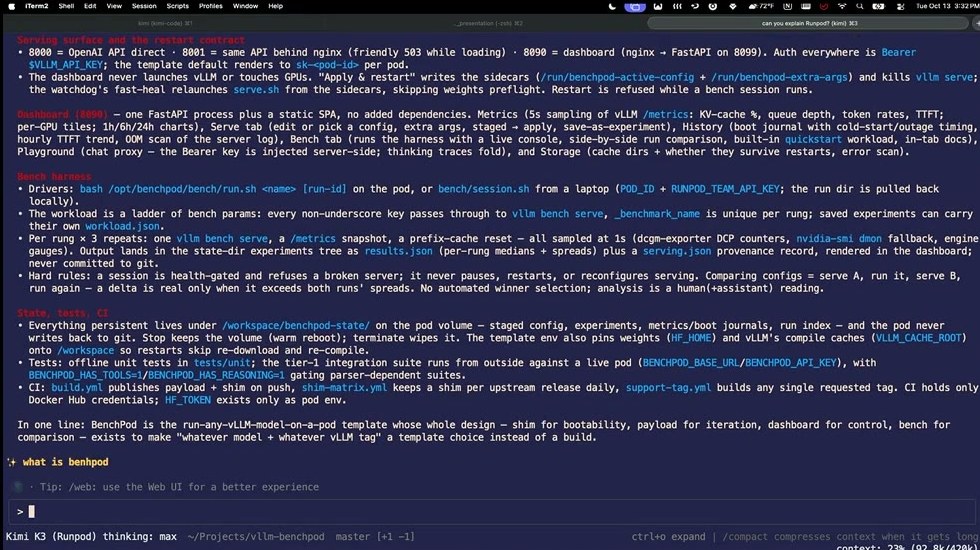 iTerm2 Shell Edit View Session Scripts Profiles Window Help 72°F Tue Oct 13 3:32 PM
kimi (kimi-code) ⌘1 ._presentation (-zsh) ⌘2 can you explain Runpod? (kimi) ⌘3
Serving surface and the restart contract
• 8000 = OpenAI API direct · 8001 = same API behind nginx (friendly 503 while loading) · 8090 = dashboard (nginx → FastAPI on 8099). Auth everywhere is Bearer
$VLLM_API_KEY; the template default renders to sk-<pod-id> per pod.
• The dashboard never launches vLLM or touches GPUs. "Apply & restart" writes the sidecars (/run/benchpod-active-config + /run/benchpod-extra-args) and kills vllm serve;
the watchdog's fast-heal relaunches serve.sh from the sidecars, skipping weights preflight. Restart is refused while a bench session runs.
Dashboard (8090) — one FastAPI process plus a static SPA, no added dependencies. Metrics (5s sampling of vLLM /metrics: KV-cache %, queue depth, token rates, TTFT;
per-GPU tiles; 1h/6h/24h charts), Serve tab (edit or pick a config, extra args, staged → apply, save-as-experiment), History (boot journal with cold-start/outage timing,
hourly TTFT trend, OOM scan of the server log), Bench tab (runs the harness with a live console, side-by-side run comparison, built-in quickstart workload, in-tab docs),
Playground (chat proxy — the Bearer key is injected server-side; thinking traces fold), and Storage (cache dirs + whether they survive restarts, error scan).
Bench harness
• Drivers: bash /opt/benchpod/bench/run.sh <name> [run-id] on the pod, or bench/session.sh from a laptop (POD_ID + RUNPOD_TEAM_API_KEY; the run dir is pulled back
locally).
• The workload is a ladder of bench params: every non-underscore key passes through to vllm bench serve, _benchmark_name is unique per rung; saved experiments can carry
their own workload.json.
• Per rung × 3 repeats: one vllm bench serve, a /metrics snapshot, a prefix-cache reset — all sampled at 1s (dcgm-exporter DCP counters, nvidia-smi dmon fallback, engine
gauges). Output lands in the state-dir experiments tree as results.json (per-rung medians + spreads) plus a serving.json provenance record, rendered in the dashboard;
never committed to git.
• Hard rules: a session is health-gated and refuses a broken server; it never pauses, restarts, or reconfigures serving. Comparing configs = serve A, run it, serve B,
run again — a delta is real only when it exceeds both runs' spreads. No automated winner selection; analysis is a human(+assistant) reading.
State, tests, CI
• Everything persistent lives under /workspace/benchpod-state/ on the pod volume — staged config, experiments, metrics/boot journals, run index — and the pod never
writes back to git. Stop keeps the volume (warm reboot); terminate wipes it. The template env also pins weights (HF_HOME) and vLLM's compile caches (VLLM_CACHE_ROOT)
onto /workspace so restarts skip re-download and re-compile.
• Tests: offline unit tests in tests/unit; the tier-1 integration suite runs from outside against a live pod (BENCHPOD_BASE_URL/BENCHPOD_API_KEY), with
BENCHPOD_HAS_TOOLS=1/BENCHPOD_HAS_REASONING=1 gating parser-dependent suites.
• CI: build.yml publishes payload + shim on push, shim-matrix.yml keeps a shim per upstream release daily, support-tag.yml builds any single requested tag. CI holds only
Docker Hub credentials; HF_TOKEN exists only as pod env.
In one line: BenchPod is the run-any-vLLM-model-on-a-pod template whose whole design — shim for bootability, payload for iteration, dashboard for control, bench for
comparison — exists to make "whatever model + whatever vLLM tag" a template choice instead of a build.
✨ what is benhpod
· Tip: /web: use the Web UI for a better experience
>
Kimi K3 (Runpod) thinking: max ~/Projects/vllm-benchpod master [+1 -1] ctrl+o expand | /compact compresses context when it gets long
context: 23% (92.8k/420k)